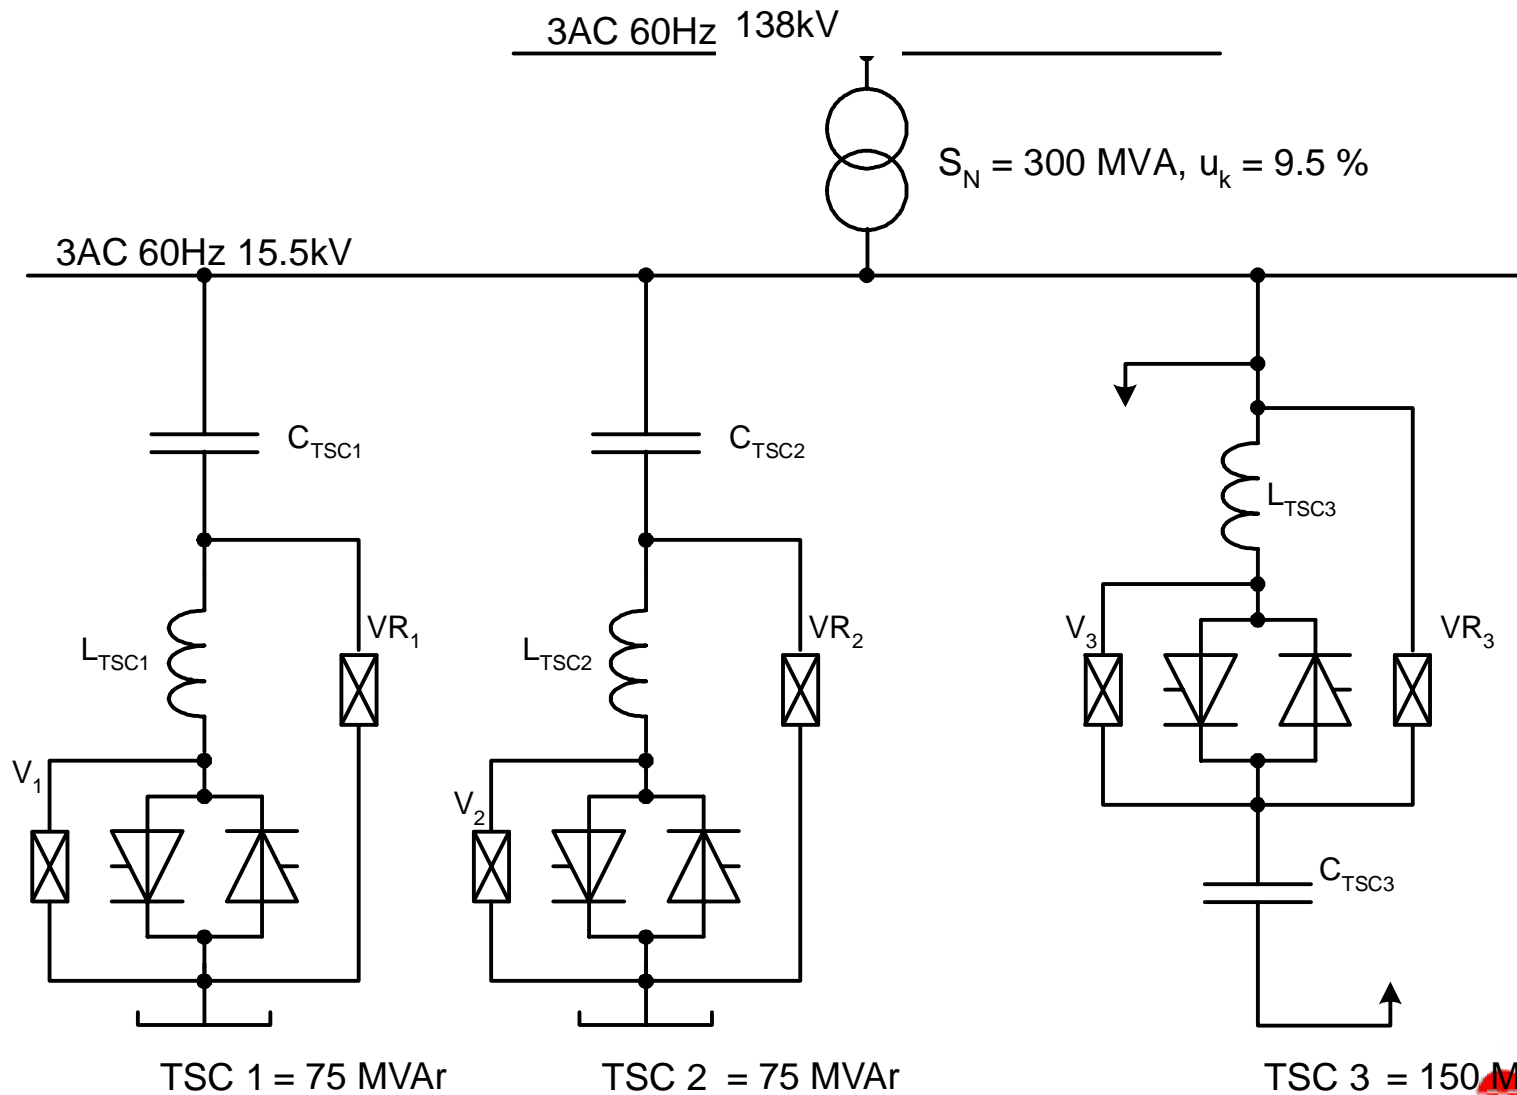 3AC 60Hz 138kV
S_N = 300 MVA, u_k = 9.5 %
3AC 60Hz 15.5kV
C_TSC1
C_TSC2
L_TSC3
L_TSC1
VR_1
L_TSC2
VR_2
V_3
VR_3
V_1
V_2
C_TSC3
TSC 1 = 75 MVAr
TSC 2 = 75 MVAr
TSC 3 = 150